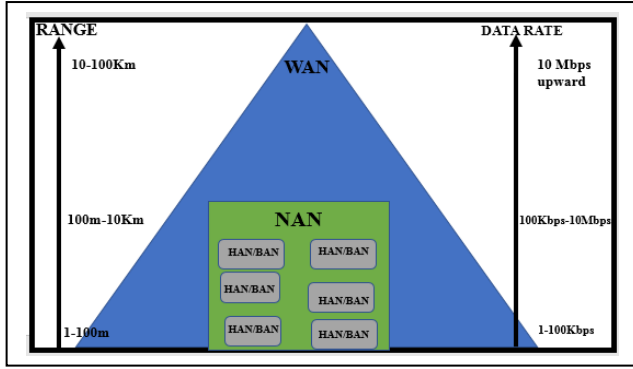 RANGE
DATA RATE
10-100Km
WAN
10 Mbps
upward
100m-10Km
NAN
100Kbps-10Mbps
HAN/BAN
HAN/BAN
HAN/BAN
HAN/BAN
HAN/BAN
HAN/BAN
1-100m
1-100Kbps